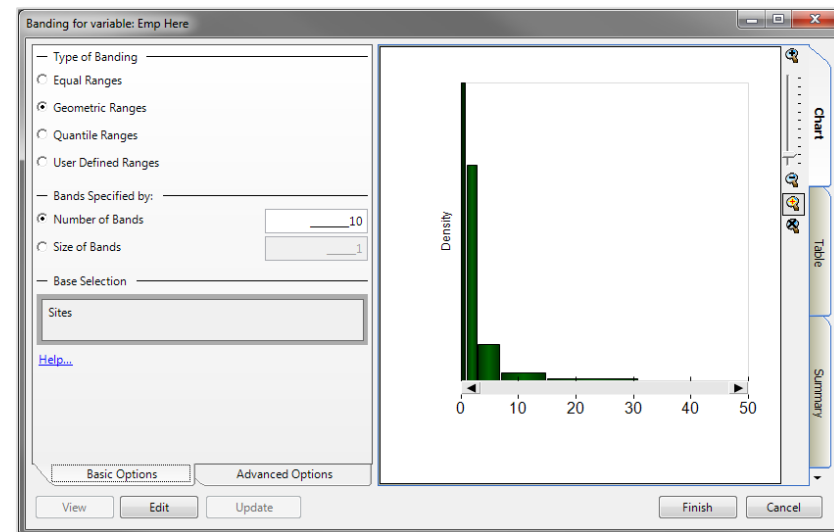 Banding for variable: Emp Here
Type of Banding
Equal Ranges
Geometric Ranges
Quantile Ranges
User Defined Ranges
Bands Specified by:
Number of Bands
______10
Size of Bands
____1
Base Selection
Sites
Help...
Basic Options
Advanced Options
View
Edit
Update
Density
0 10 20 30 40 50
Chart
Table
Summary
Finish
Cancel